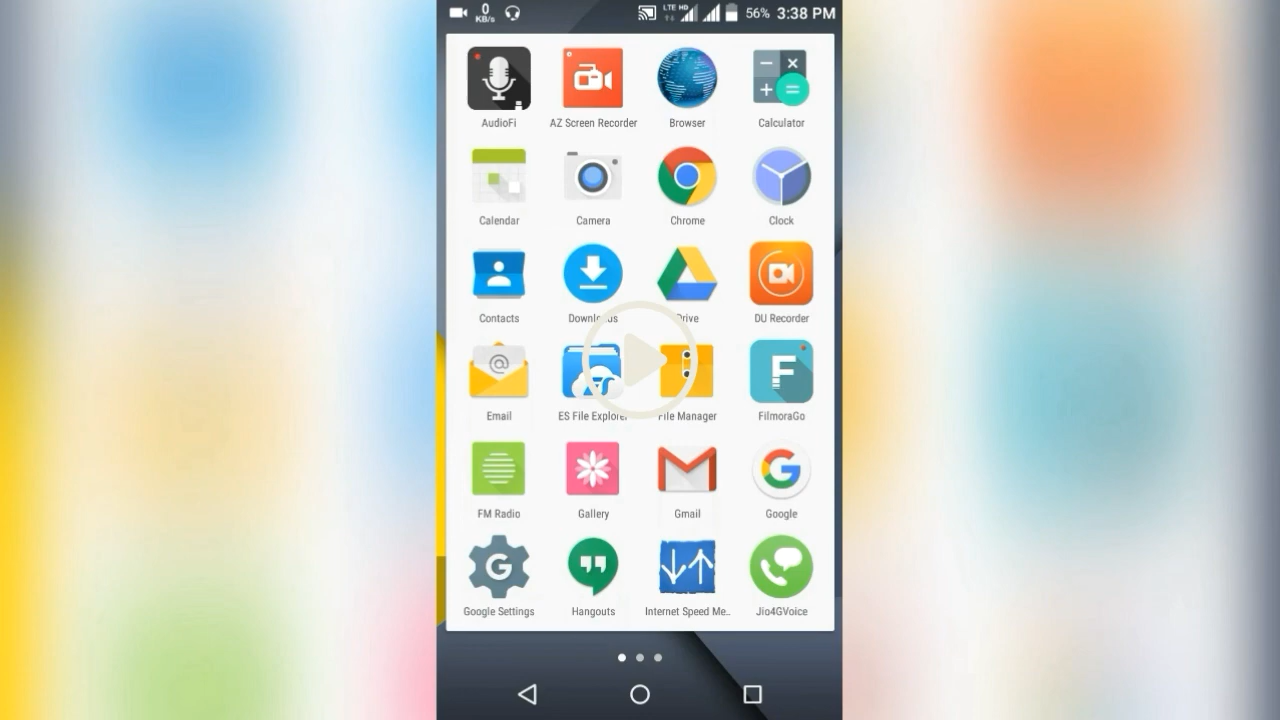 0 KB/s LTE HD 56% 3:38 PM
AudioFi AZ Screen Recorder Browser Calculator
Calendar Camera Chrome Clock
Contacts Downloads Drive DU Recorder
Email ES File Explorer File Manager FilmoraGo
FM Radio Gallery Gmail Google
Google Settings Hangouts Internet Speed Me.. Jio4GVoice